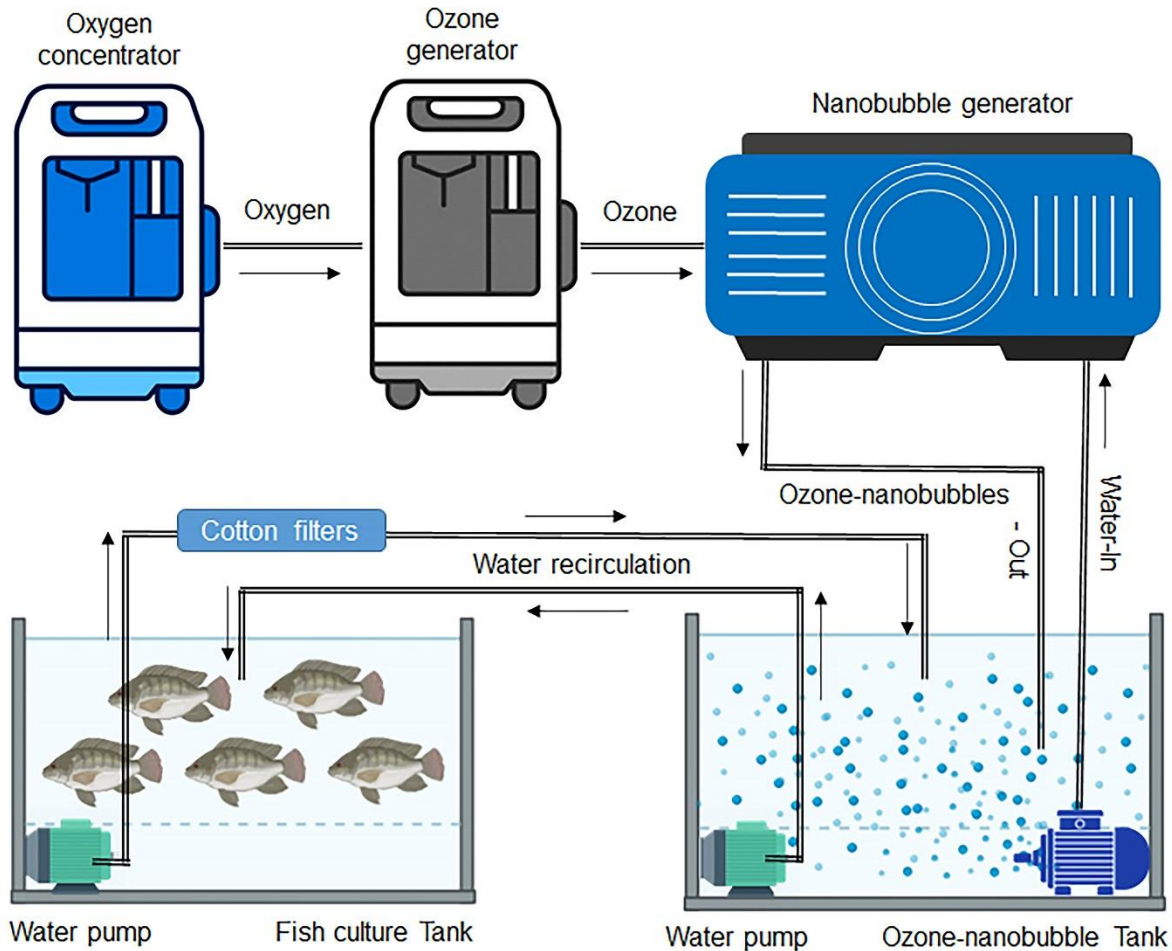 Oxygen
concentrator
Ozone
generator
Nanobubble generator
Oxygen
Ozone
Ozone-nanobubbles
- Out
Water-In
Cotton filters
Water recirculation
Water pump
Fish culture Tank
Water pump
Ozone-nanobubble Tank